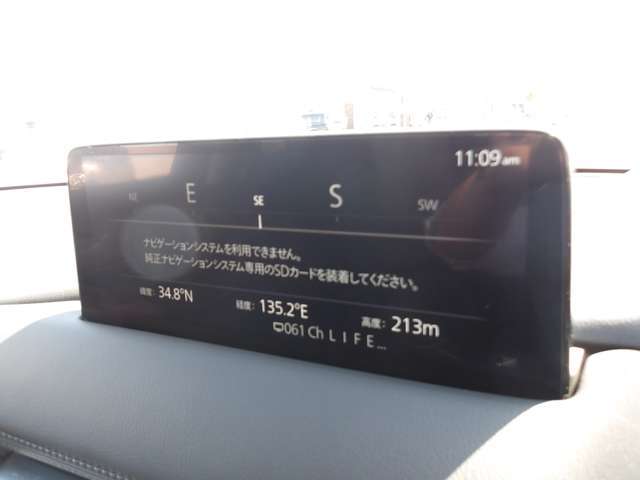 11:09am
NE E SE S SW
ナビゲーションシステムを利用できません。
純正ナビゲーションシステム専用のSDカードを装着してください。
緯度: 34.8°N 経度: 135.2°E 高度: 213m
061 Ch L I F E ...